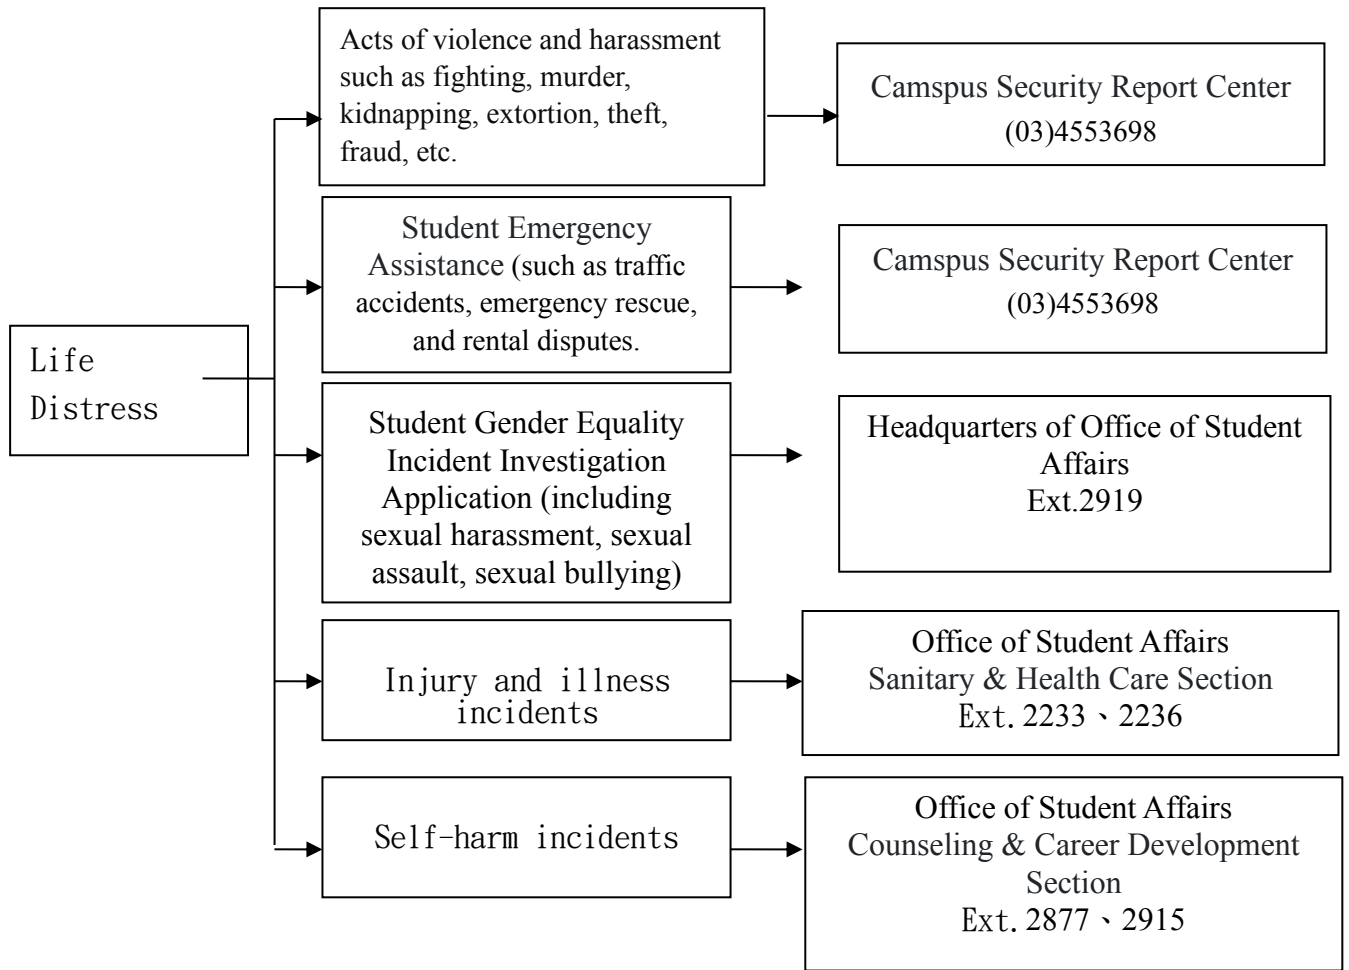 Life
Distress
Acts of violence and harassment
such as fighting, murder,
kidnapping, extortion, theft,
fraud, etc.
Camspus Security Report Center
(03)4553698
Student Emergency
Assistance (such as traffic
accidents, emergency rescue,
and rental disputes.
Camspus Security Report Center
(03)4553698
Student Gender Equality
Incident Investigation
Application (including
sexual harassment, sexual
assault, sexual bullying)
Headquarters of Office of Student
Affairs
Ext.2919
Injury and illness
incidents
Office of Student Affairs
Sanitary & Health Care Section
Ext. 2233、2236
Self-harm incidents
Office of Student Affairs
Counseling & Career Development
Section
Ext. 2877、2915